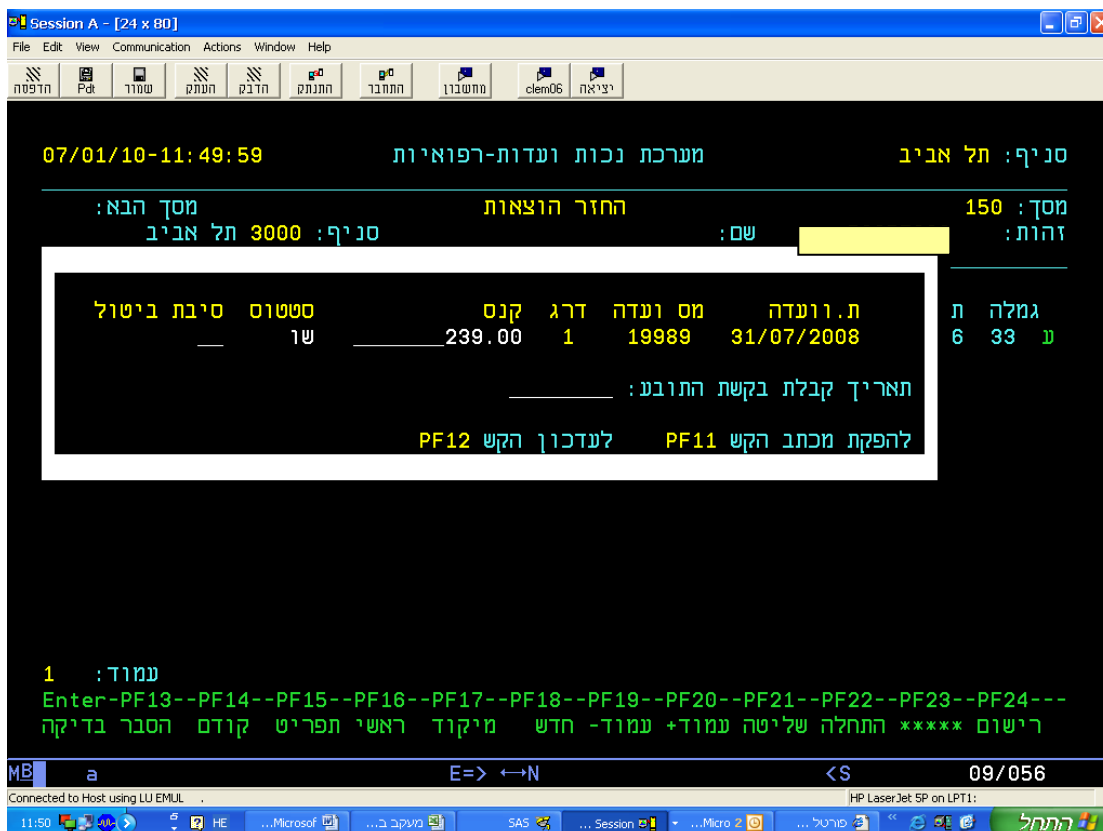 Session A - [24 x 80]
File Edit View Communication Actions Window Help
הדפסה Pdt שמור העתק הדבק התנתק התחבר מחשבון clem06 יציאה
סניף: תל אביב מערכת נכות ועדות-רפואיות 07/01/10-11:49:59
מסך: 150 החזר הוצאות מסך הבא:
זהות: שם: סניף: 3000 תל אביב
גמלה ת ת.וועדה מס ועדה דרג קנס סטטוס סיבת ביטול
ע 33 6 31/07/2008 19989 1 239.00 שו
תאריך קבלת בקשת התובע:
להפקת מכתב הקש PF11 לעדכון הקש PF12
עמוד: 1
Enter-PF13--PF14--PF15--PF16--PF17--PF18--PF19--PF20--PF21--PF22--PF23--PF24---
רישום ***** התחלה שליטה עמוד+ עמוד- חדש מיקוד ראשי תפריט קודם הסבר בדיקה
MB a E=> ↔N <S 09/056
Connected to Host using LU EMUL . HP LaserJet 5P on LPT1:
התחל פורטל ... 2 Micro... Session ... SAS מעקב ב... Microsof... HE 11:50